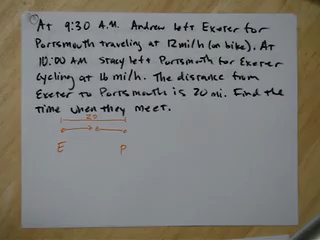 ① At 9:30 A.M. Andrew left Exeter for
Portsmouth traveling at 12mi/h (on bike). At
10:00 AM Stacy left Portsmouth for Exeter
cycling at 16 mi/h. The distance from
Exeter to Portsmouth is 20 mi. Find the
time when they meet.
20
E P